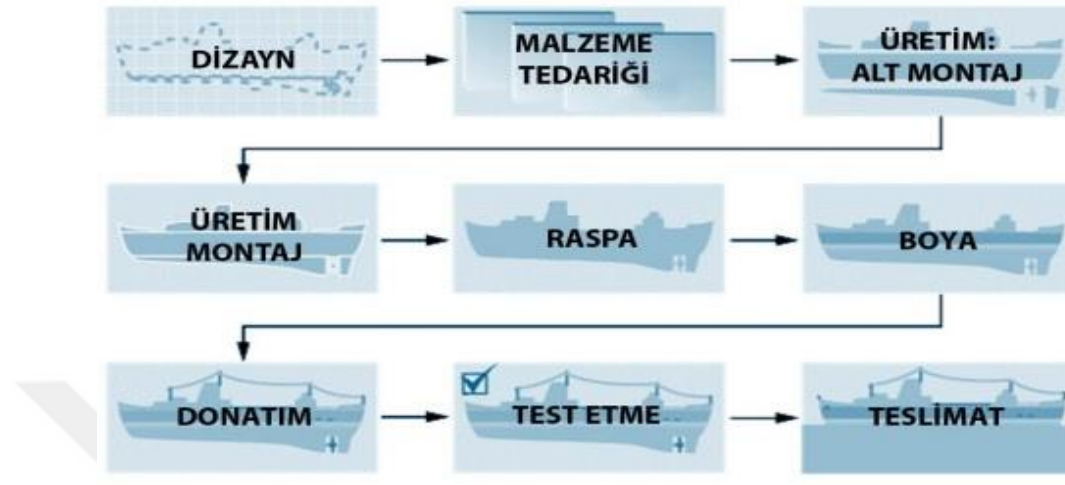 DİZAYN
MALZEME
TEDARİĞİ
ÜRETİM:
ALT MONTAJ
ÜRETİM
MONTAJ
RASPA
BOYA
DONATIM
TEST ETME
TESLİMAT